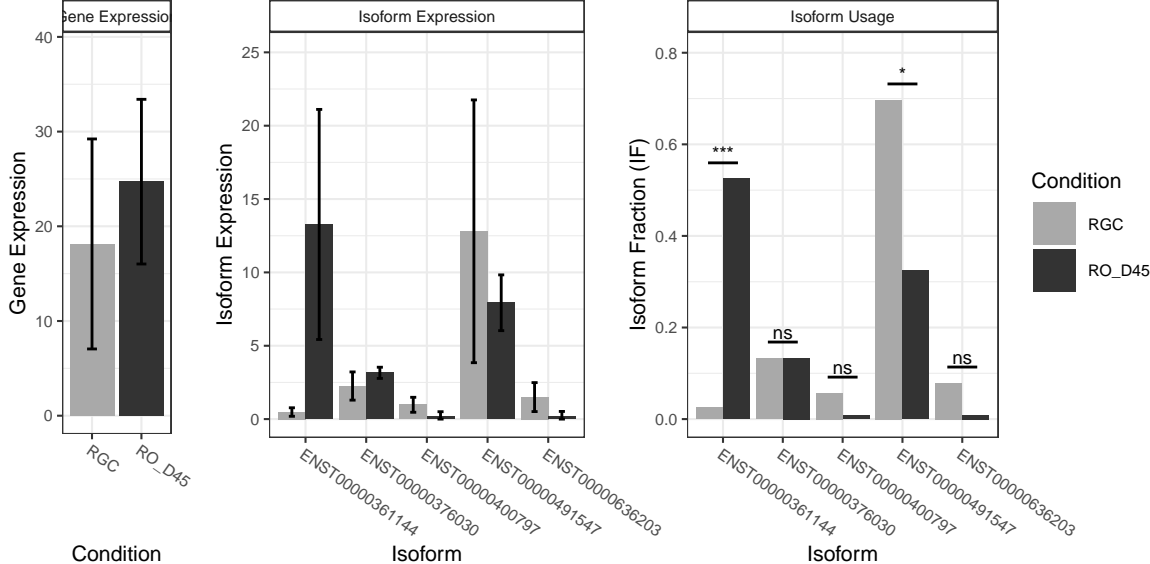 Gene Expression
Isoform Expression
Isoform Usage
Gene Expression
40
30
20
10
0
RGC
RO_D45
Condition
Isoform Expression
25
20
15
10
5
0
ENST00000361144
ENST00000376030
ENST00000400797
ENST00000491547
ENST00000636203
Isoform
Isoform Fraction (IF)
0.8
0.6
0.4
0.2
0.0
***
ns
ns
*
ns
ENST00000361144
ENST00000376030
ENST00000400797
ENST00000491547
ENST00000636203
Isoform
Condition
RGC
RO_D45